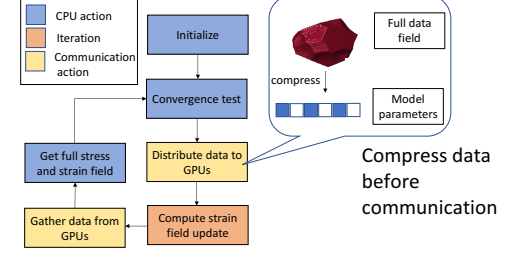 CPU action
Iteration
Communication
action
Initialize
Convergence test
Distribute data to
GPUs
Compute strain
field update
Gather data from
GPUs
Get full stress
and strain field
Full data
field
compress
Model
parameters
Compress data
before
communication